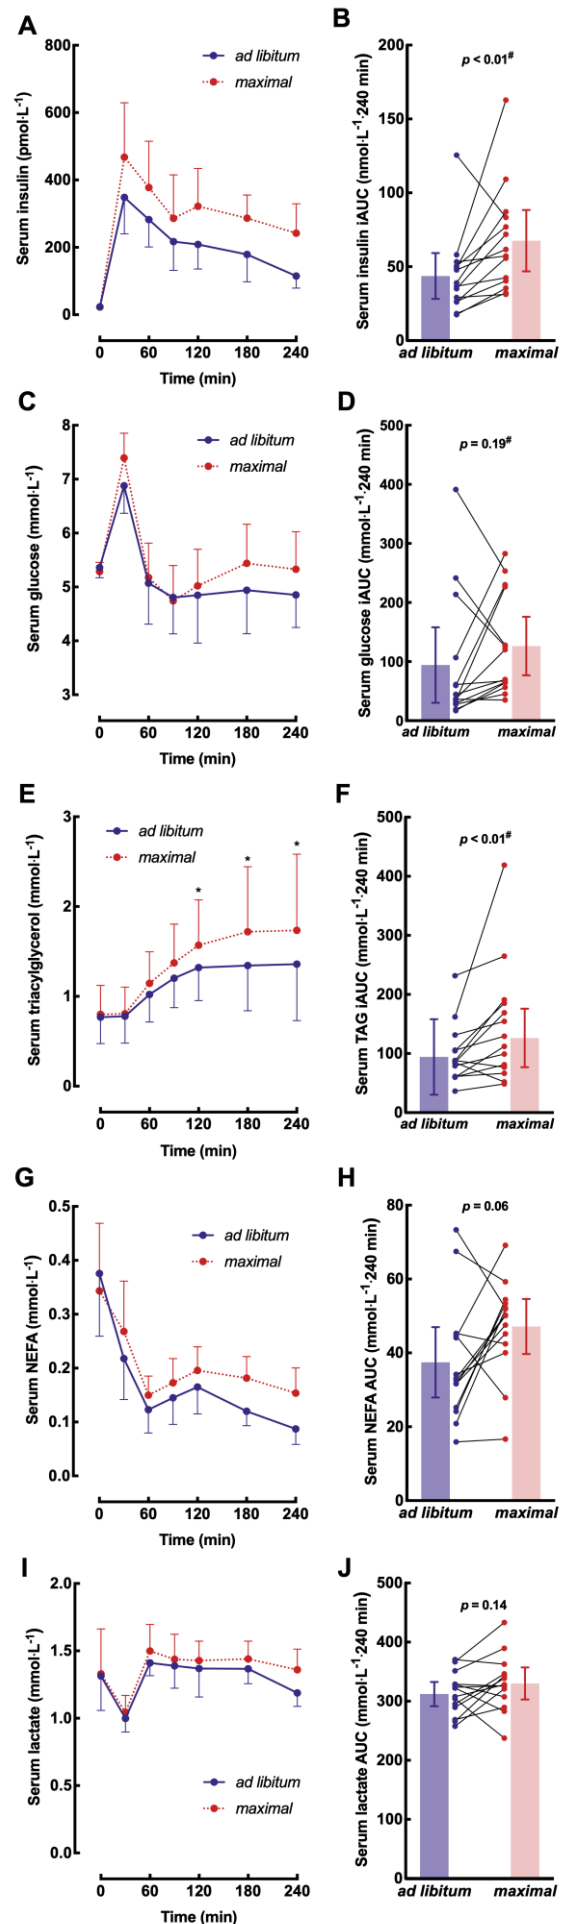 A
Serum insulin (pmol·L⁻¹)
800
600
400
200
0
ad libitum
maximal
0 60 120 180 240
Time (min)
B
Serum insulin iAUC (nmol·L⁻¹·240 min)
200
150
100
50
0
p < 0.01#
ad libitum maximal
C
Serum glucose (mmol·L⁻¹)
8
7
6
5
4
3
ad libitum
maximal
0 60 120 180 240
Time (min)
D
Serum glucose iAUC (mmol·L⁻¹·240 min)
500
400
300
200
100
0
p = 0.19#
ad libitum maximal
E
Serum triacylglycerol (mmol·L⁻¹)
3
2
1
0
ad libitum
maximal
* * *
0 60 120 180 240
Time (min)
F
Serum TAG iAUC (mmol·L⁻¹·240 min)
500
400
300
200
100
0
p < 0.01#
ad libitum maximal
G
Serum NEFA (mmol·L⁻¹)
0.5
0.4
0.3
0.2
0.1
0.0
ad libitum
maximal
0 60 120 180 240
Time (min)
H
Serum NEFA AUC (mmol·L⁻¹·240 min)
80
60
40
20
0
p = 0.06
ad libitum maximal
I
Serum lactate (mmol·L⁻¹)
2.0
1.5
1.0
0.5
0.0
ad libitum
maximal
0 60 120 180 240
Time (min)
J
Serum lactate AUC (mmol·L⁻¹·240 min)
500
400
300
200
100
0
p = 0.14
ad libitum maximal